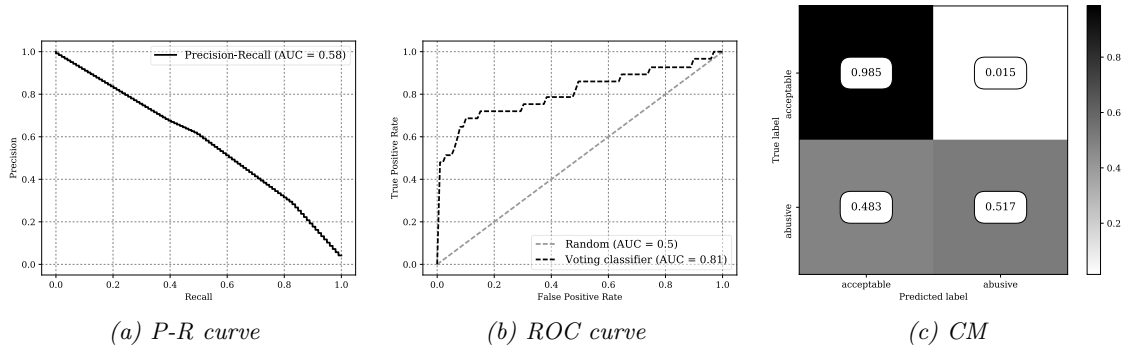 1.0
0.8
0.6
0.4
0.2
0.0
Precision
Precision-Recall (AUC = 0.58)
0.0 0.2 0.4 0.6 0.8 1.0
Recall
(a) P-R curve
1.0
0.8
0.6
0.4
0.2
0.0
True Positive Rate
Random (AUC = 0.5)
Voting classifier (AUC = 0.81)
0.0 0.2 0.4 0.6 0.8 1.0
False Positive Rate
(b) ROC curve
True label
acceptable
abusive
0.985 0.015
0.483 0.517
acceptable abusive
Predicted label
0.8
0.6
0.4
0.2
(c) CM